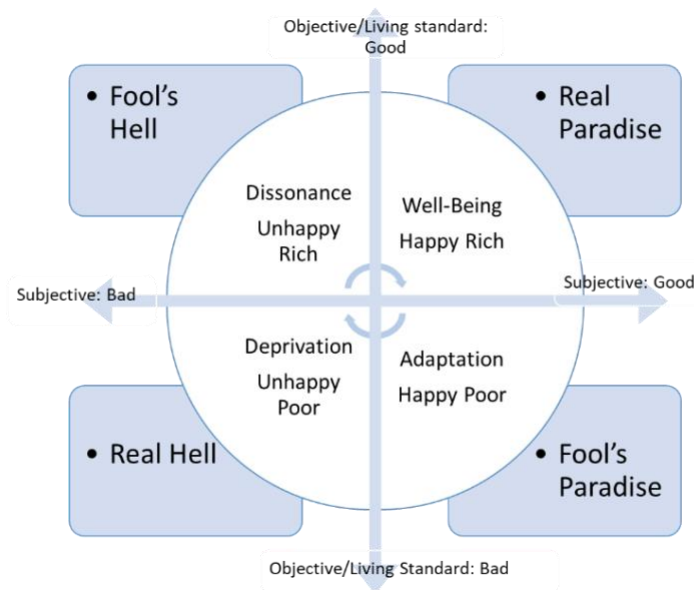 Objective/Living standard:
Good
• Fool's
Hell
• Real
Paradise
Dissonance
Unhappy
Rich
Well-Being
Happy Rich
Subjective: Bad
Subjective: Good
Deprivation
Unhappy
Poor
Adaptation
Happy Poor
• Real Hell
• Fool's
Paradise
Objective/Living Standard: Bad